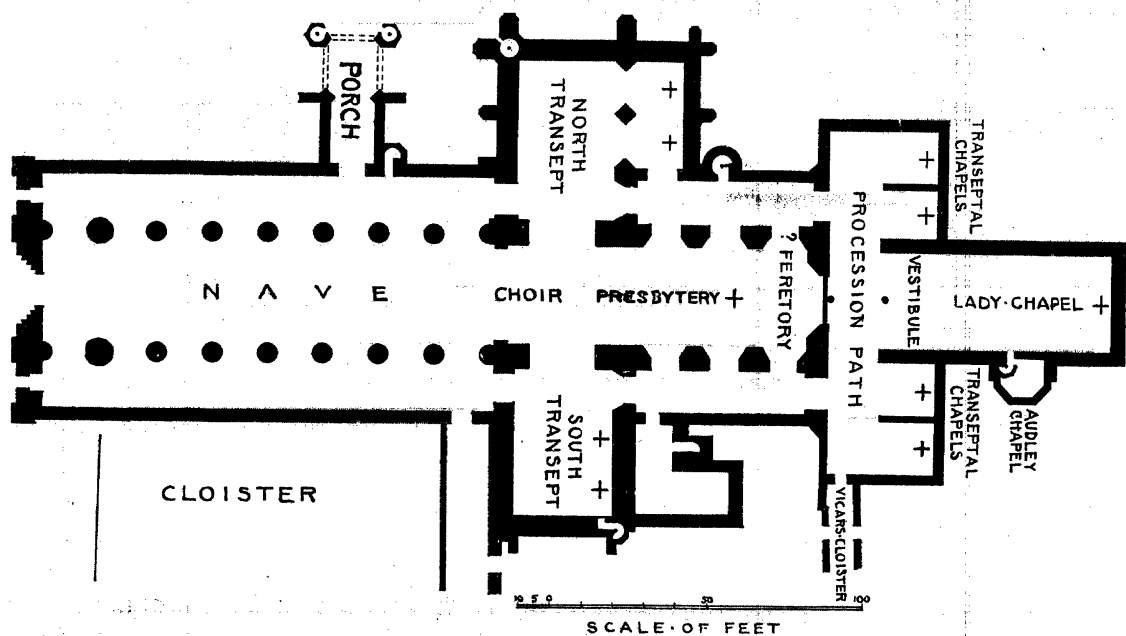 PORCH
NORTH
TRANSEPT
TRANSEPTAL
CHAPELS
NAVE
CHOIR
PRESBYTERY
? FERETORY
PROCESSION PATH
VESTIBULE
LADY·CHAPEL
SOUTH
TRANSEPT
TRANSEPTAL
CHAPELS
AUDLEY
CHAPEL
CLOISTER
VICARS·CLOISTER
10 5 0 50 100
SCALE·OF FEET